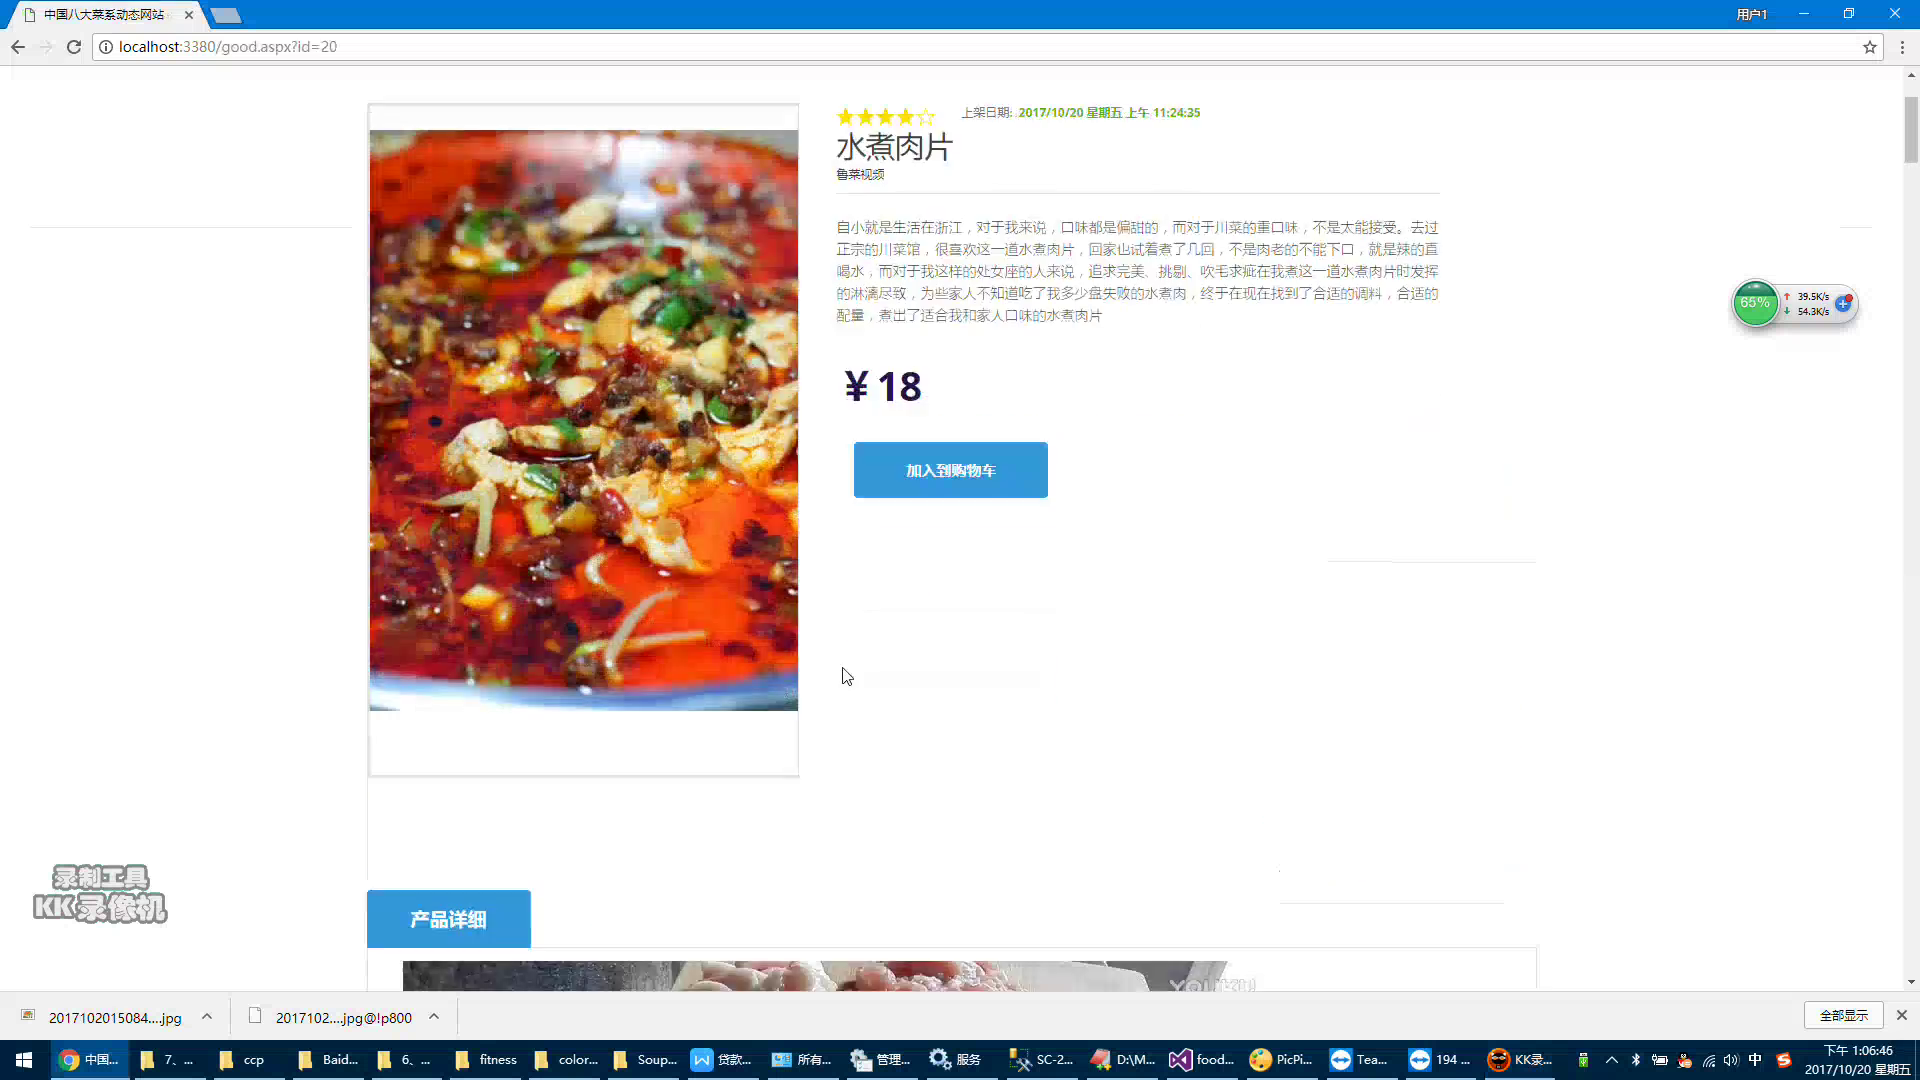 中国八大菜系动态网站
用户1
localhost:3380/good.aspx?id=20
上架日期: 2017/10/20 星期五 上午 11:24:35
水煮肉片
鲁菜视频
自小就是生活在浙江，对于我来说，口味都是偏甜的，而对于川菜的重口味，不是太能接受。去过
正宗的川菜馆，很喜欢这一道水煮肉片，回家也试着煮了几回，不是肉老的不能下口，就是辣的直
喝水，而对于我这样的处女座的人来说，追求完美、挑剔、吹毛求疵在我煮这一道水煮肉片时发挥
的淋漓尽致，为些家人不知道吃了我多少盘失败的水煮肉，终于在现在找到了合适的调料，合适的
配量，煮出了适合我和家人口味的水煮肉片
65%
39.5K/s
54.3K/s
¥ 18
加入到购物车
录制工具
KK录像机
产品详细
YOUKU
2017102015084....jpg
2017102....jpg@!p800
全部显示
中国...
7、...
ccp
Baid...
6、...
fitness
color...
Soup...
贷款...
所有...
管理...
服务
SC-2...
D:\M...
food...
PicPi...
Tea...
194 ...
KK录...
中
下午 1:06:46
2017/10/20 星期五